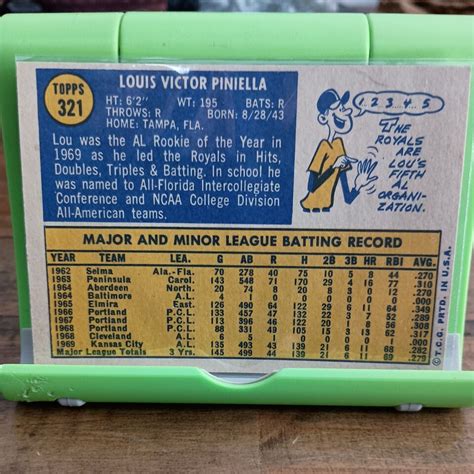 TOPPS
321
LOUIS VICTOR PINIELLA
HT: 6'2" WT: 195 BATS: R
THROWS: R BORN: 8/28/43
HOME: TAMPA, FLA.
Lou was the AL Rookie of the Year in
1969 as he led the Royals in Hits,
Doubles, Triples & Batting. In school he
was named to All-Florida Intercollegiate
Conference and NCAA College Division
All-American teams.
1..2..3...4...5
THE
ROYALS
ARE
LOU'S
FIFTH
AL
ORGANI-
ZATION.
MAJOR AND MINOR LEAGUE BATTING RECORD
YEAR TEAM LEA. G AB R H 2B 3B HR RBI AVG.
1962 Selma Ala.-Fla. 70 278 40 75 10 5 8 44 .270
1963 Peninsula Carol. 143 548 71 170 29 4 16 77 .310
1964 Aberdeen North. 20 74 8 20 8 3 0 12 .270
1964 Baltimore A.L. 0 0 0 0 0 .000
1965 Elmira East. 126 490 64 122 29 6 11 64 .249
1966 Portland P.C.L. 133 457 47 132 22 3 7 52 .289
1967 Portland P.C.L. 113 396 46 122 20 1 8 56 .308
1968 Portland P.C.L. 88 331 49 105 15 3 13 62 .317
1968 Cleveland A.L. 0 0 0 0 1 .000
1969 Kansas City A.L. 135 493 43 139 21 6 11 68 .282
Major League Totals 3 Yrs. 145 499 44 139 21 6 11 69 .279
© T.C.G. PRTD. IN U.S.A.